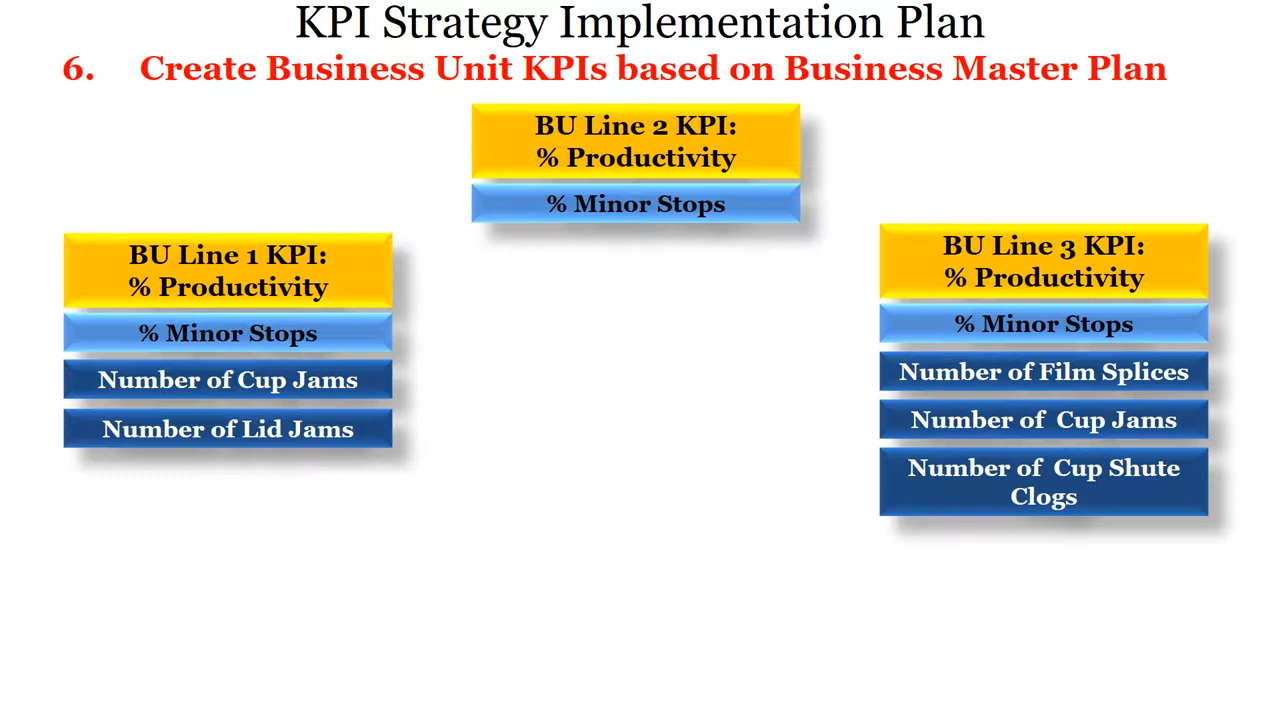 KPI Strategy Implementation Plan
6. Create Business Unit KPIs based on Business Master Plan
BU Line 2 KPI:
% Productivity
% Minor Stops
BU Line 1 KPI:
% Productivity
% Minor Stops
Number of Cup Jams
Number of Lid Jams
BU Line 3 KPI:
% Productivity
% Minor Stops
Number of Film Splices
Number of Cup Jams
Number of Cup Shute
Clogs